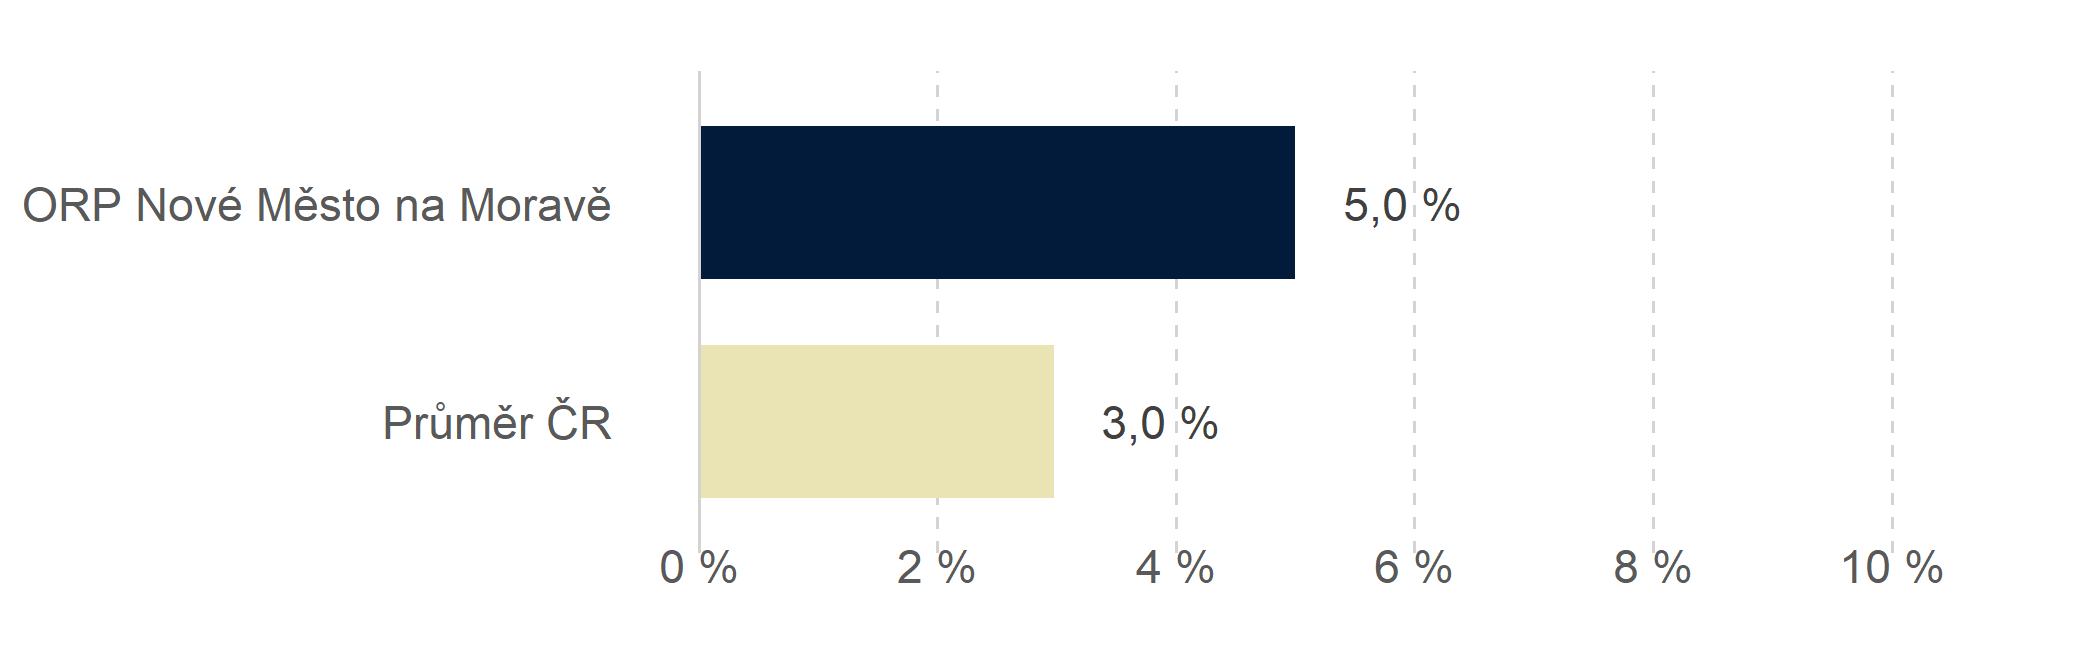 ORP Nové Město na Moravě
5,0 %
Průměr ČR
3,0 %
0 % 2 % 4 % 6 % 8 % 10 %